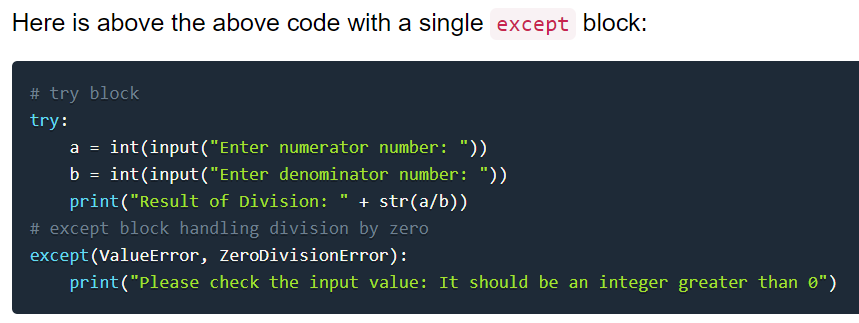 Here is above the above code with a single except block:
# try block
try:
    a = int(input("Enter numerator number: "))
    b = int(input("Enter denominator number: "))
    print("Result of Division: " + str(a/b))
# except block handling division by zero
except(ValueError, ZeroDivisionError):
    print("Please check the input value: It should be an integer greater than 0")